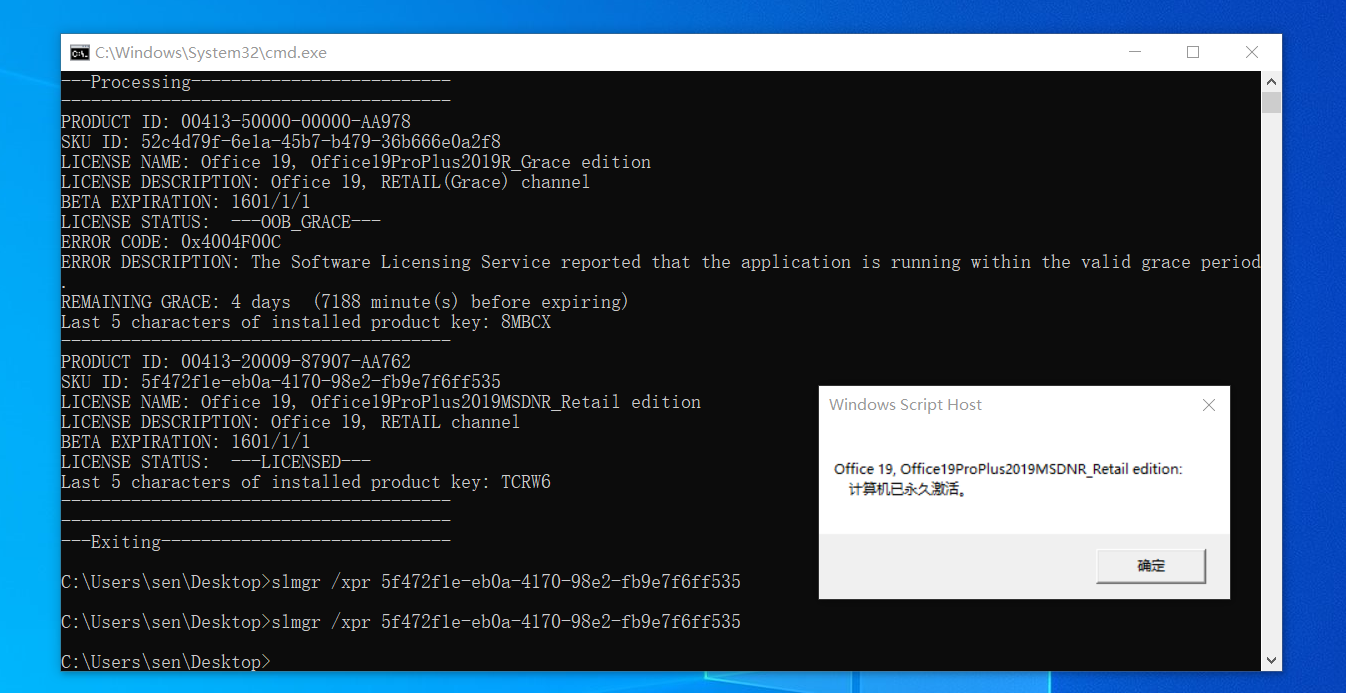 C:\Windows\System32\cmd.exe
---Processing--------------------------
---------------------------------------
PRODUCT ID: 00413-50000-00000-AA978
SKU ID: 52c4d79f-6e1a-45b7-b479-36b666e0a2f8
LICENSE NAME: Office 19, Office19ProPlus2019R_Grace edition
LICENSE DESCRIPTION: Office 19, RETAIL(Grace) channel
BETA EXPIRATION: 1601/1/1
LICENSE STATUS:  ---OOB_GRACE---
ERROR CODE: 0x4004F00C
ERROR DESCRIPTION: The Software Licensing Service reported that the application is running within the valid grace period
.
REMAINING GRACE: 4 days  (7188 minute(s) before expiring)
Last 5 characters of installed product key: 8MBCX
---------------------------------------
PRODUCT ID: 00413-20009-87907-AA762
SKU ID: 5f472f1e-eb0a-4170-98e2-fb9e7f6ff535
LICENSE NAME: Office 19, Office19ProPlus2019MSDNR_Retail edition
LICENSE DESCRIPTION: Office 19, RETAIL channel
BETA EXPIRATION: 1601/1/1
LICENSE STATUS:  ---LICENSED---
Last 5 characters of installed product key: TCRW6
---------------------------------------
---------------------------------------
---Exiting-----------------------------
C:\Users\sen\Desktop>slmgr /xpr 5f472f1e-eb0a-4170-98e2-fb9e7f6ff535
C:\Users\sen\Desktop>slmgr /xpr 5f472f1e-eb0a-4170-98e2-fb9e7f6ff535
C:\Users\sen\Desktop>
Windows Script Host
Office 19, Office19ProPlus2019MSDNR_Retail edition:
计算机已永久激活。
确定